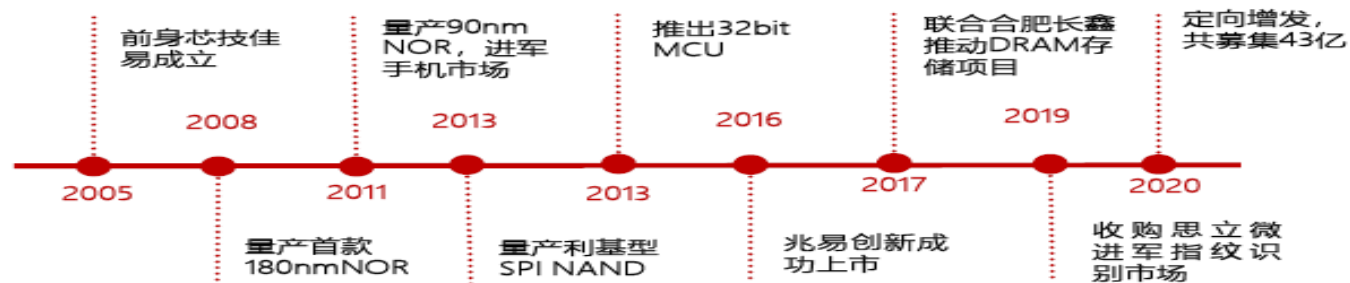 前身芯技佳
易成立
2005
2008
量产首款
180nmNOR
量产90nm
NOR，进军
手机市场
2011
2013
量产利基型
SPI NAND
推出32bit
MCU
2013
2016
兆易创新成
功上市
联合合肥长鑫
推动DRAM存
储项目
2017
2019
收购思立微
进军指纹识
别市场
定向增发，
共募集43亿
2020